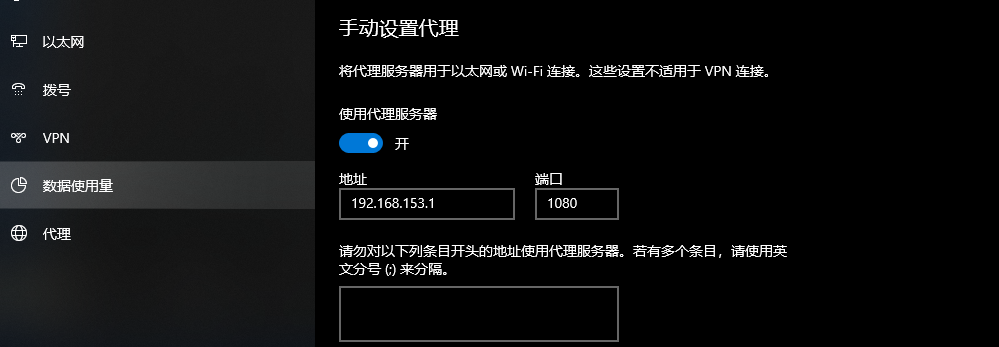 手动设置代理
以太网
将代理服务器用于以太网或 Wi-Fi 连接。这些设置不适用于 VPN 连接。
拨号
使用代理服务器
VPN
开
数据使用量
地址
端口
192.168.153.1
1080
代理
请勿对以下列条目开头的地址使用代理服务器。若有多个条目，请使用英
文分号 (;) 来分隔。